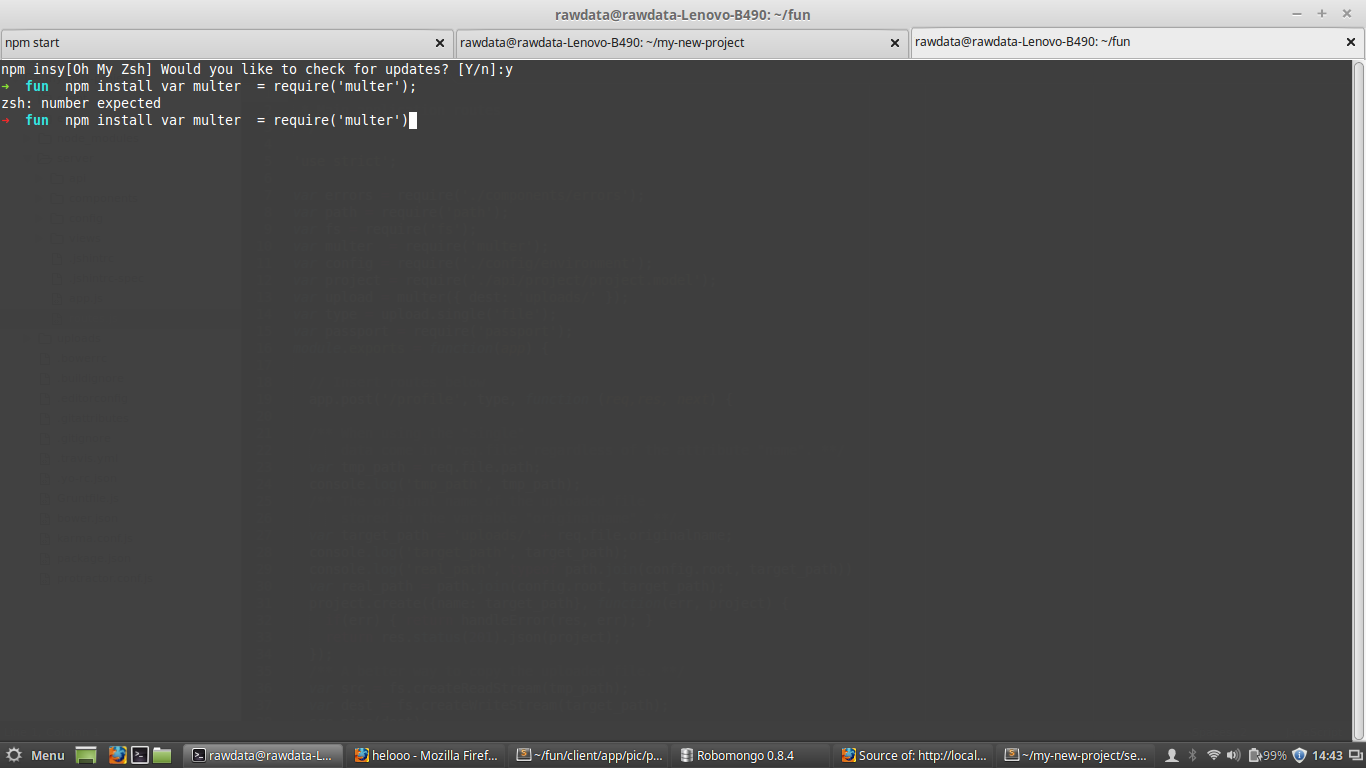 rawdata@rawdata-Lenovo-B490: ~/fun
npm start
rawdata@rawdata-Lenovo-B490: ~/my-new-project
rawdata@rawdata-Lenovo-B490: ~/fun
npm insy[Oh My Zsh] Would you like to check for updates? [Y/n]:y
➜  fun  npm install var multer  = require('multer');
zsh: number expected
➜  fun  npm install var multer  = require('multer')
Menu
rawdata@rawdata-L...
helooo - Mozilla Firef...
~/fun/client/app/pic/p...
Robomongo 0.8.4
Source of: http://local...
~/my-new-project/se...
99%
14:43